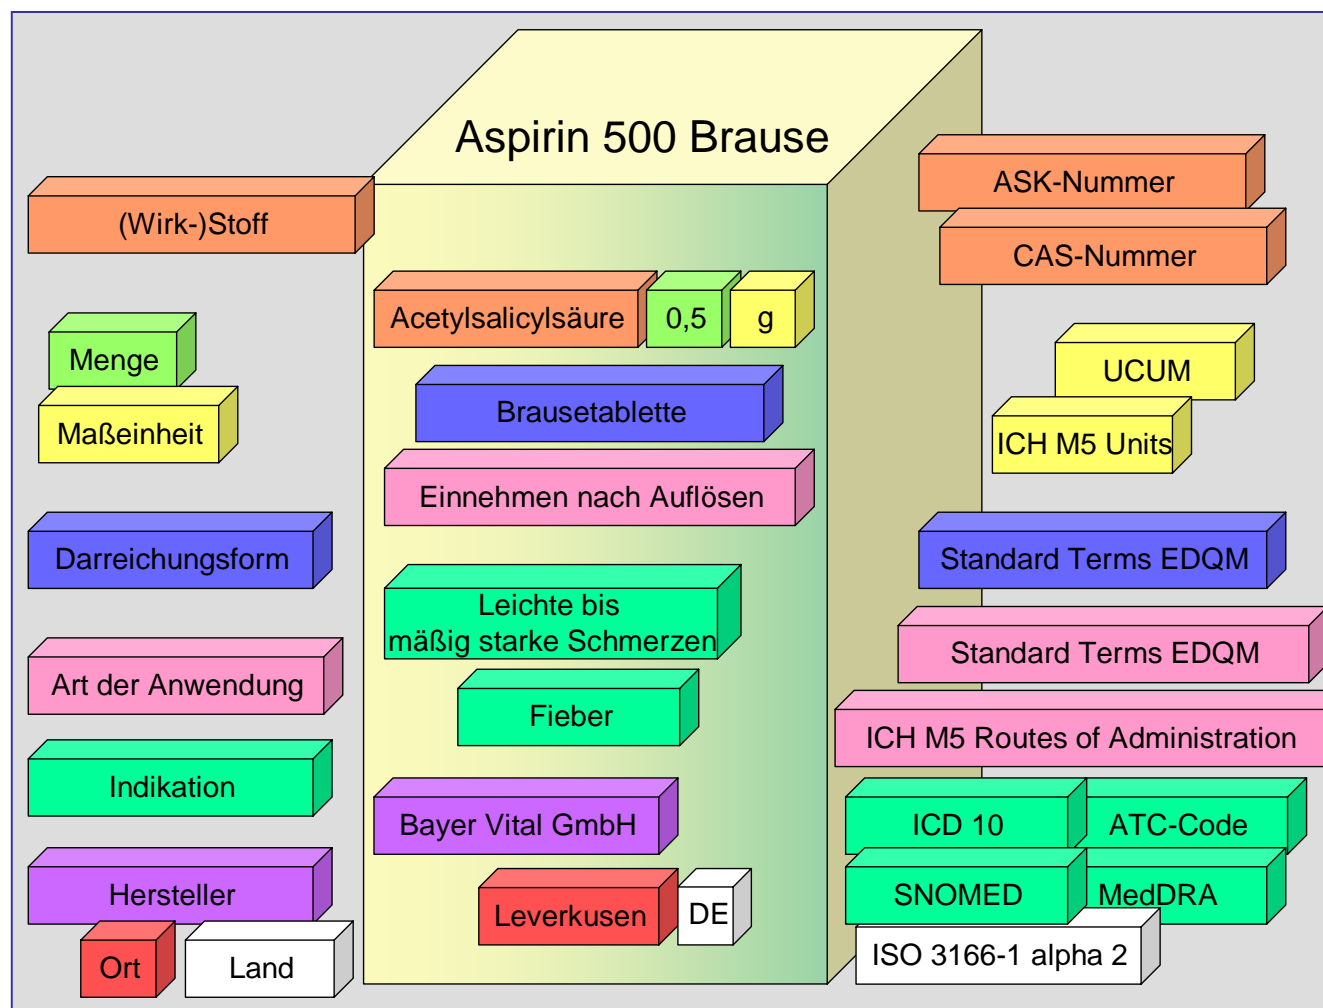 Aspirin 500 Brause
(Wirk-)Stoff
Menge
Maßeinheit
Darreichungsform
Art der Anwendung
Indikation
Hersteller
Ort
Land
Acetylsalicylsäure
0,5
g
Brausetablette
Einnehmen nach Auflösen
Leichte bis
mäßig starke Schmerzen
Fieber
Bayer Vital GmbH
Leverkusen
DE
ASK-Nummer
CAS-Nummer
UCUM
ICH M5 Units
Standard Terms EDQM
Standard Terms EDQM
ICH M5 Routes of Administration
ICD 10
ATC-Code
SNOMED
MedDRA
ISO 3166-1 alpha 2